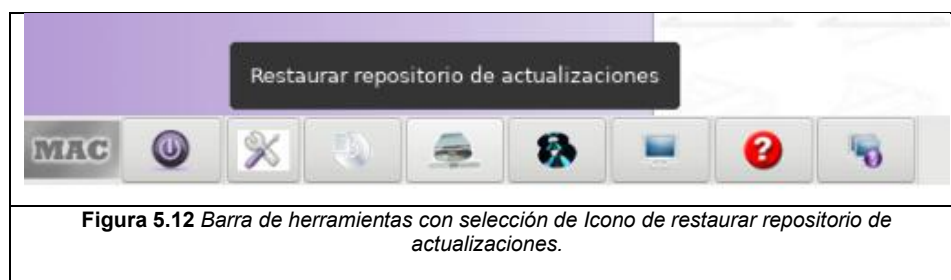 Restaurar repositorio de actualizaciones
MAC
?
Figura 5.12 Barra de herramientas con selección de Icono de restaurar repositorio de
actualizaciones.